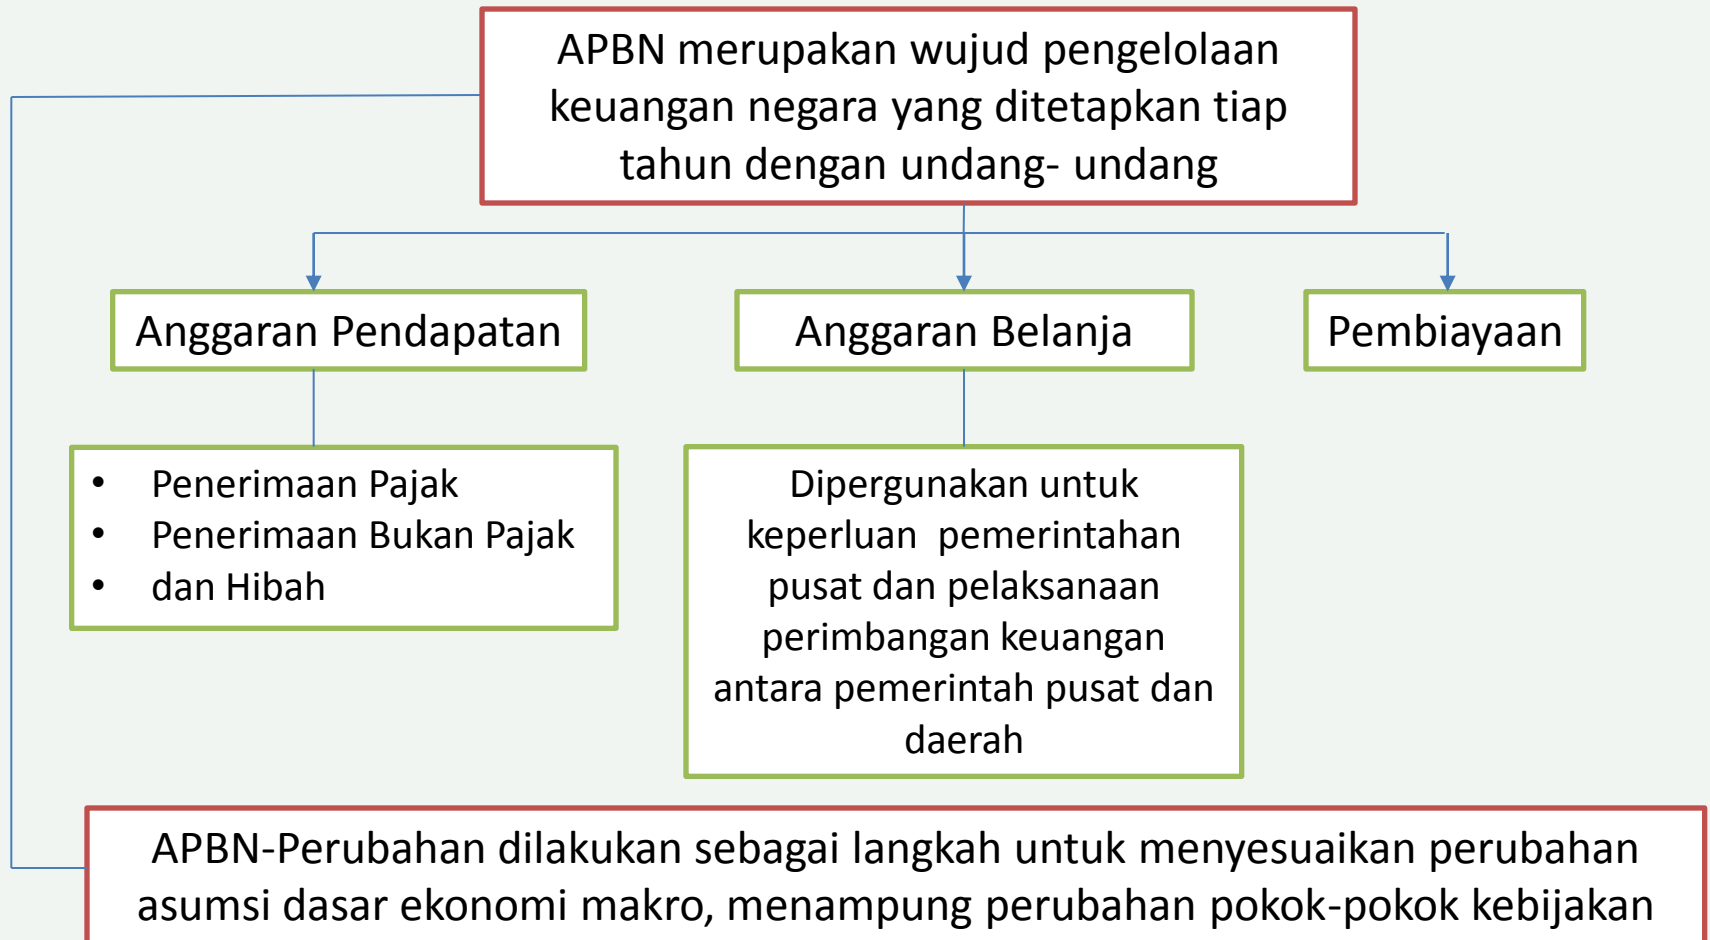 APBN merupakan wujud pengelolaan
keuangan negara yang ditetapkan tiap
tahun dengan undang- undang
Anggaran Pendapatan
Anggaran Belanja
Pembiayaan
• Penerimaan Pajak
• Penerimaan Bukan Pajak
• dan Hibah
Dipergunakan untuk
keperluan pemerintahan
pusat dan pelaksanaan
perimbangan keuangan
antara pemerintah pusat dan
daerah
APBN-Perubahan dilakukan sebagai langkah untuk menyesuaikan perubahan
asumsi dasar ekonomi makro, menampung perubahan pokok-pokok kebijakan